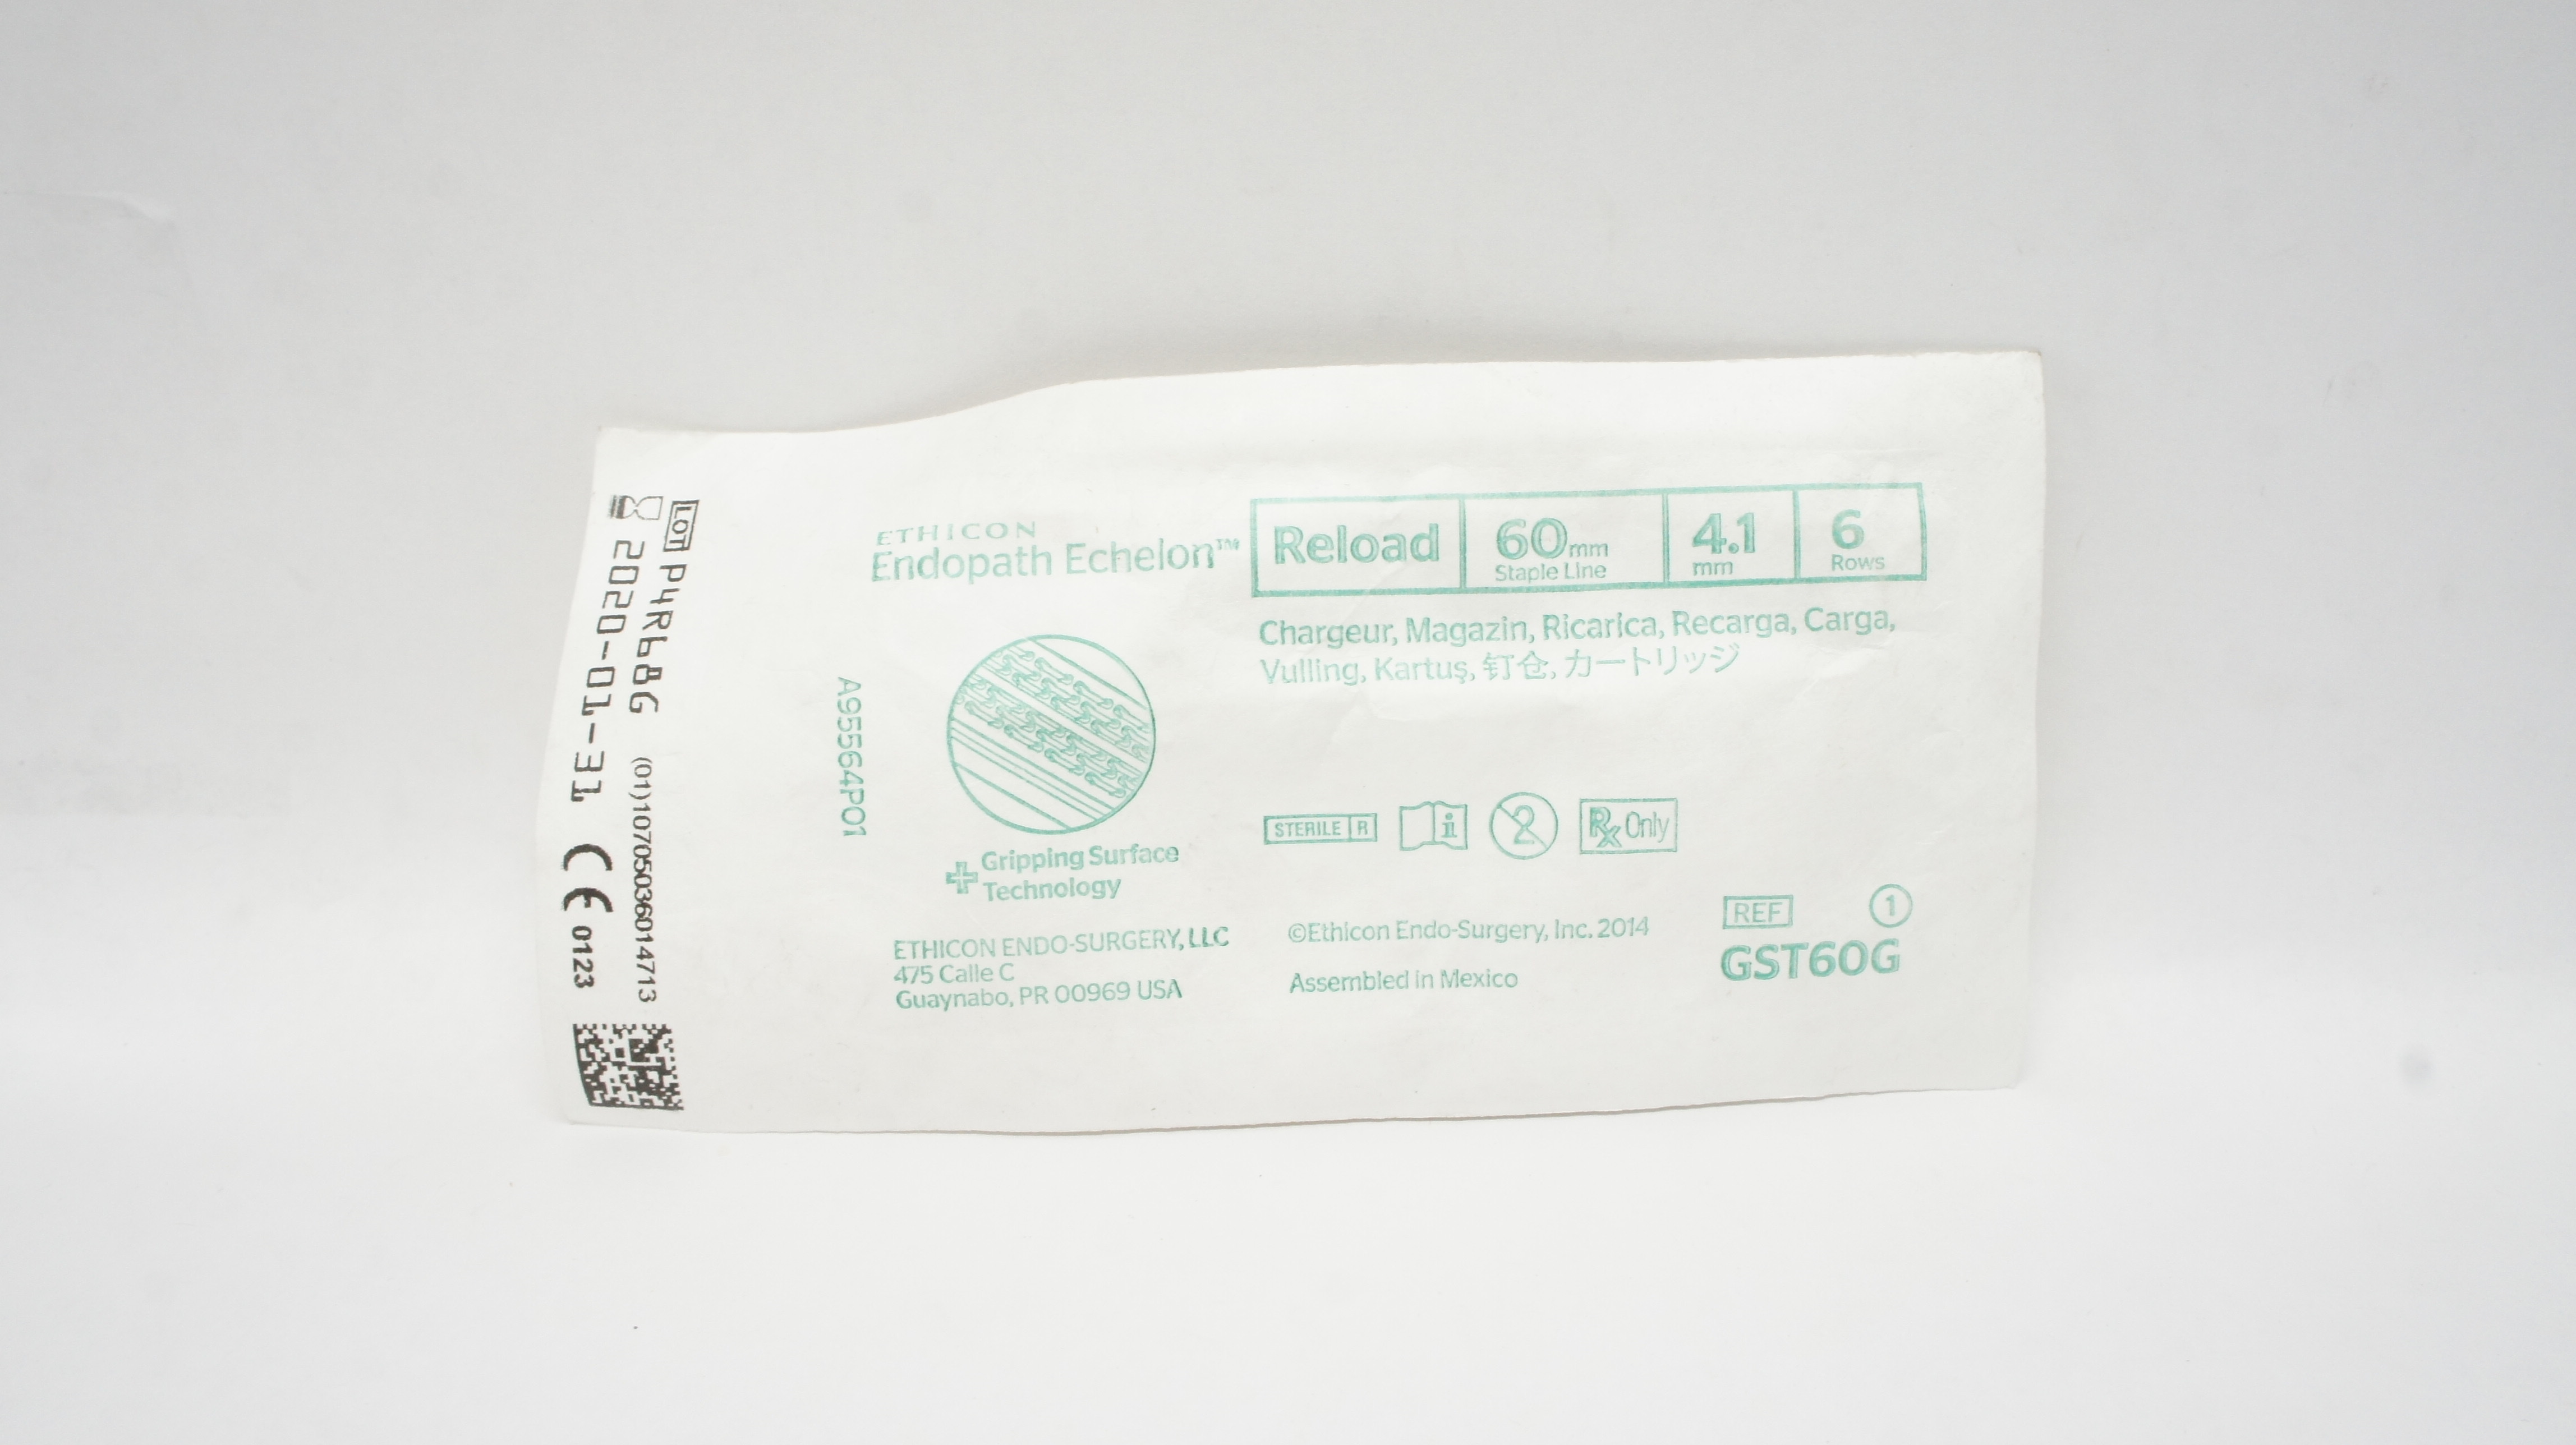 LOT P4R68G (01)10705036014713
2020-01-31 CE 0123
A95564P01
ETHICON
Endopath Echelon™
Reload
60mm
Staple Line
4.1
mm
6
Rows
Chargeur, Magazin, Ricarica, Recarga, Carga,
Vulling, Kartuş, 钉仓, カートリッジ
Gripping Surface
Technology
STERILE R
i
2
Rx Only
ETHICON ENDO-SURGERY, LLC
475 Calle C
Guaynabo, PR 00969 USA
©Ethicon Endo-Surgery, Inc. 2014
Assembled in Mexico
REF
1
GST60G